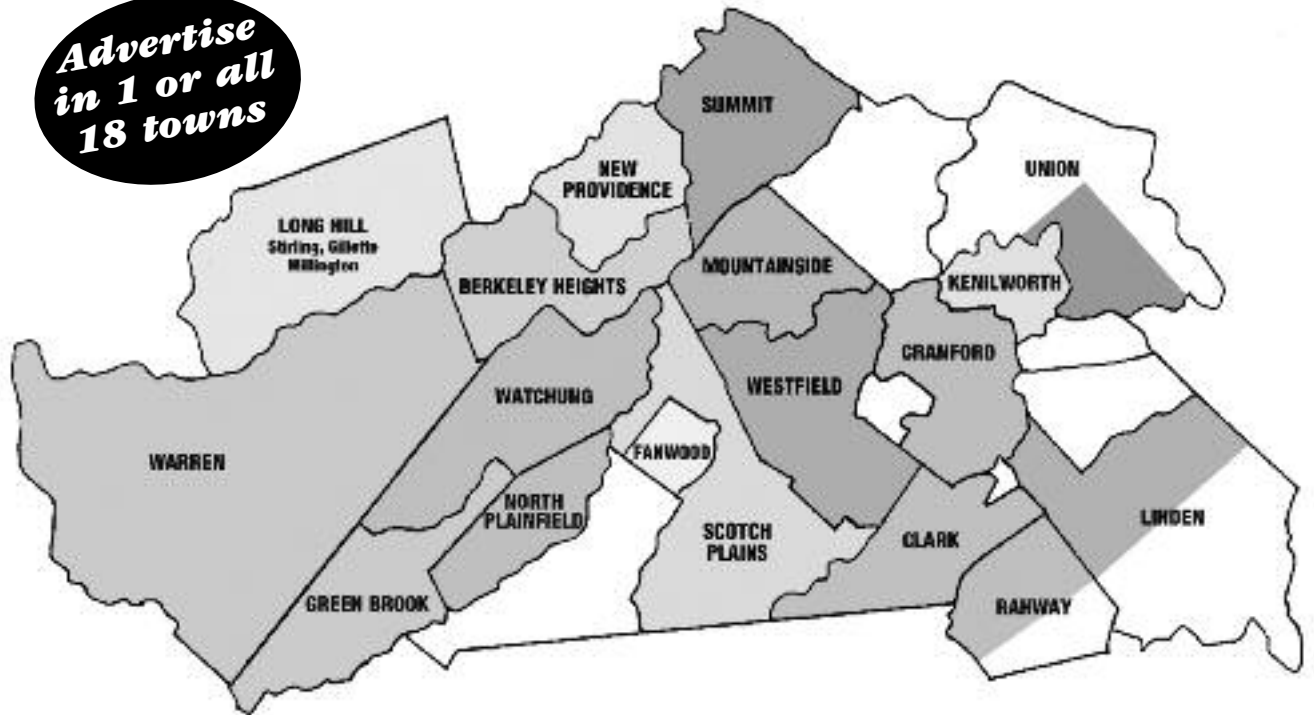 Advertise
in 1 or all
18 towns
SUMMIT
UNION
NEW
PROVIDENCE
LONG HILL
Stirling, Gillette
Millington
MOUNTAINSIDE
BERKELEY HEIGHTS
KENILWORTH
CRANFORD
WESTFIELD
WATCHUNG
FANWOOD
WARREN
NORTH
PLAINFIELD
SCOTCH
PLAINS
LINDEN
CLARK
GREEN BROOK
RAHWAY